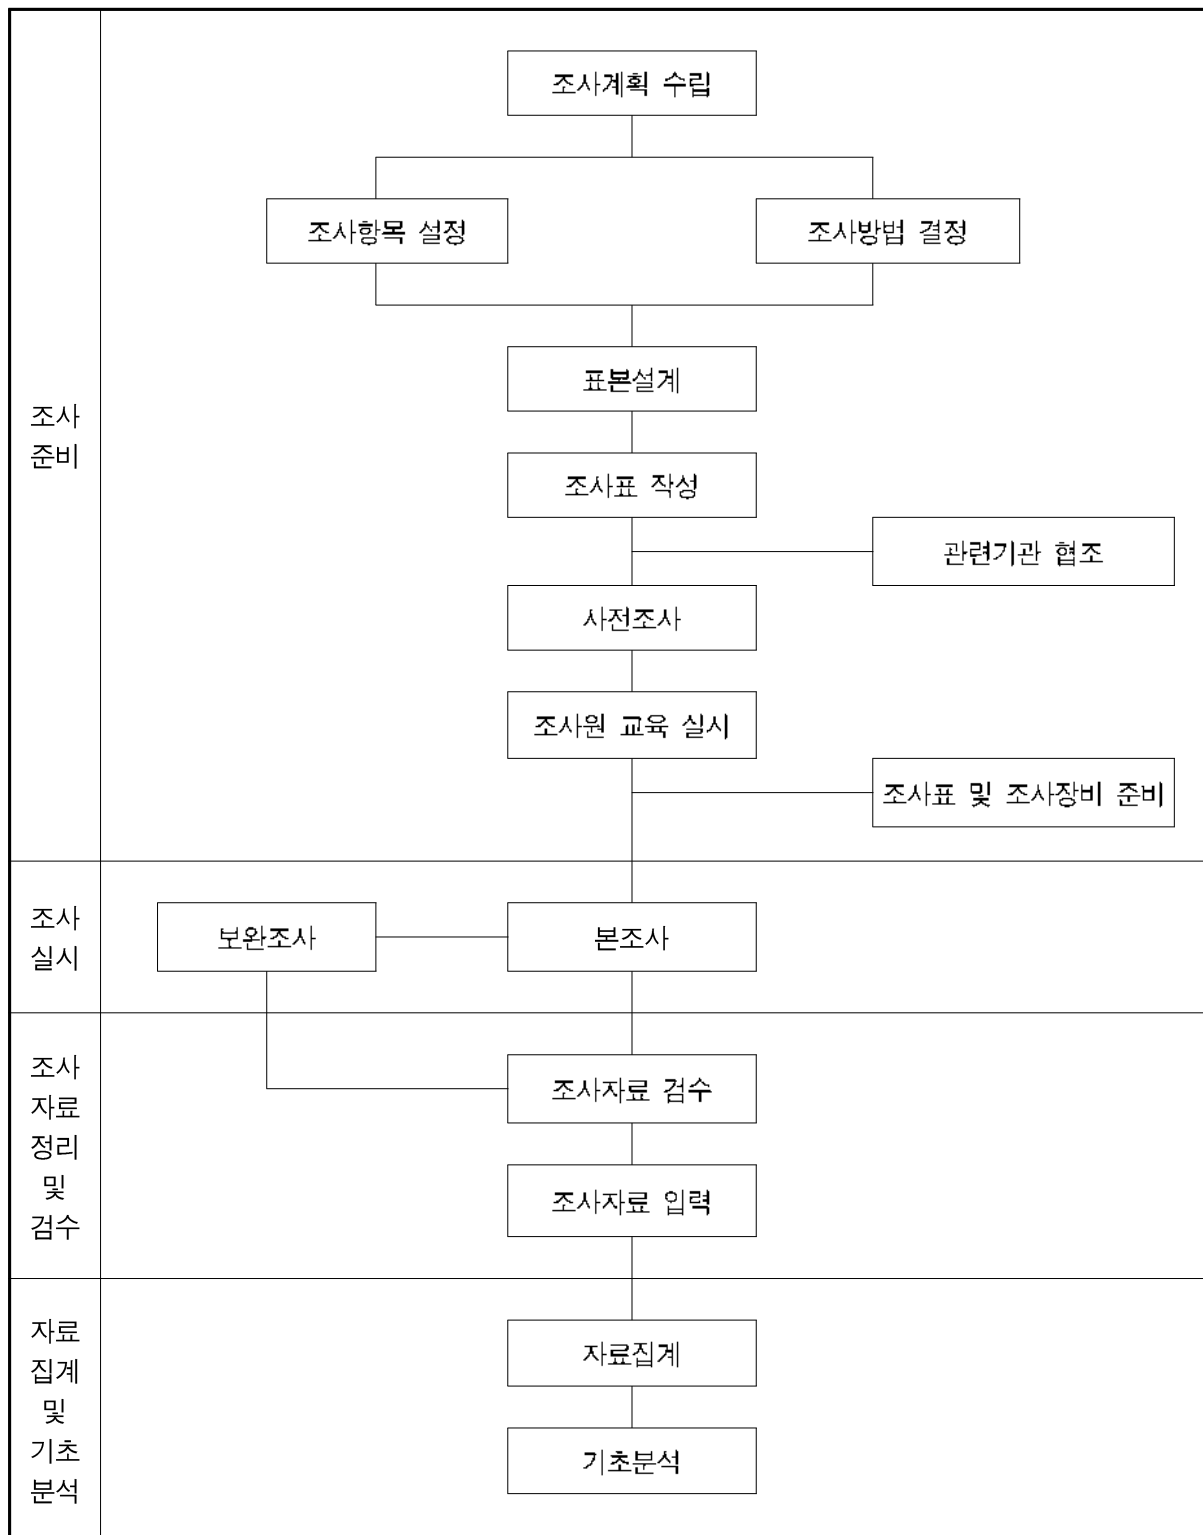 조사
준비
조사계획 수립
조사항목 설정
조사방법 결정
표본설계
조사표 작성
관련기관 협조
사전조사
조사원 교육 실시
조사표 및 조사장비 준비
조사
실시
보완조사
본조사
조사
자료
정리
및
검수
조사자료 검수
조사자료 입력
자료
집계
및
기초
분석
자료집계
기초분석